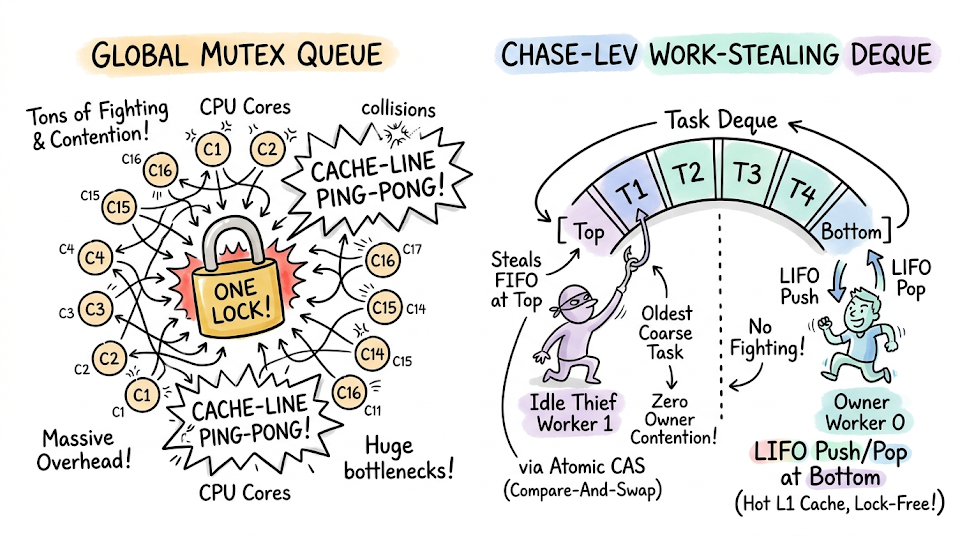 GLOBAL MUTEX QUEUE
Tons of Fighting
& Contention!
CPU Cores
collisions
C1
C2
CACHE-LINE
PING-PONG!
C16
C16
C15
C15
C4
C4
C3
C3
C2
C2
C1
C1
ONE
LOCK!
C16
C17
C15
C14
C14
C15
C16
C11
CACHE-LINE
PING-PONG!
Massive
Overhead!
Huge
bottlenecks!
CPU Cores
CHASE-LEV WORK-STEALING DEQUE
Task Deque
[Top
T1
T2
T3
T4
Bottom]
Steals
FIFO
at Top
Oldest
Coarse
Task
Zero
Owner
Contention!
No
Fighting!
LIFO
Push
LIFO
Pop
Idle Thief
Worker 1
via Atomic CAS
(Compare-And-Swap)
Owner
Worker 0
LIFO Push/Pop
at Bottom
(Hot L1 Cache, Lock-Free!)